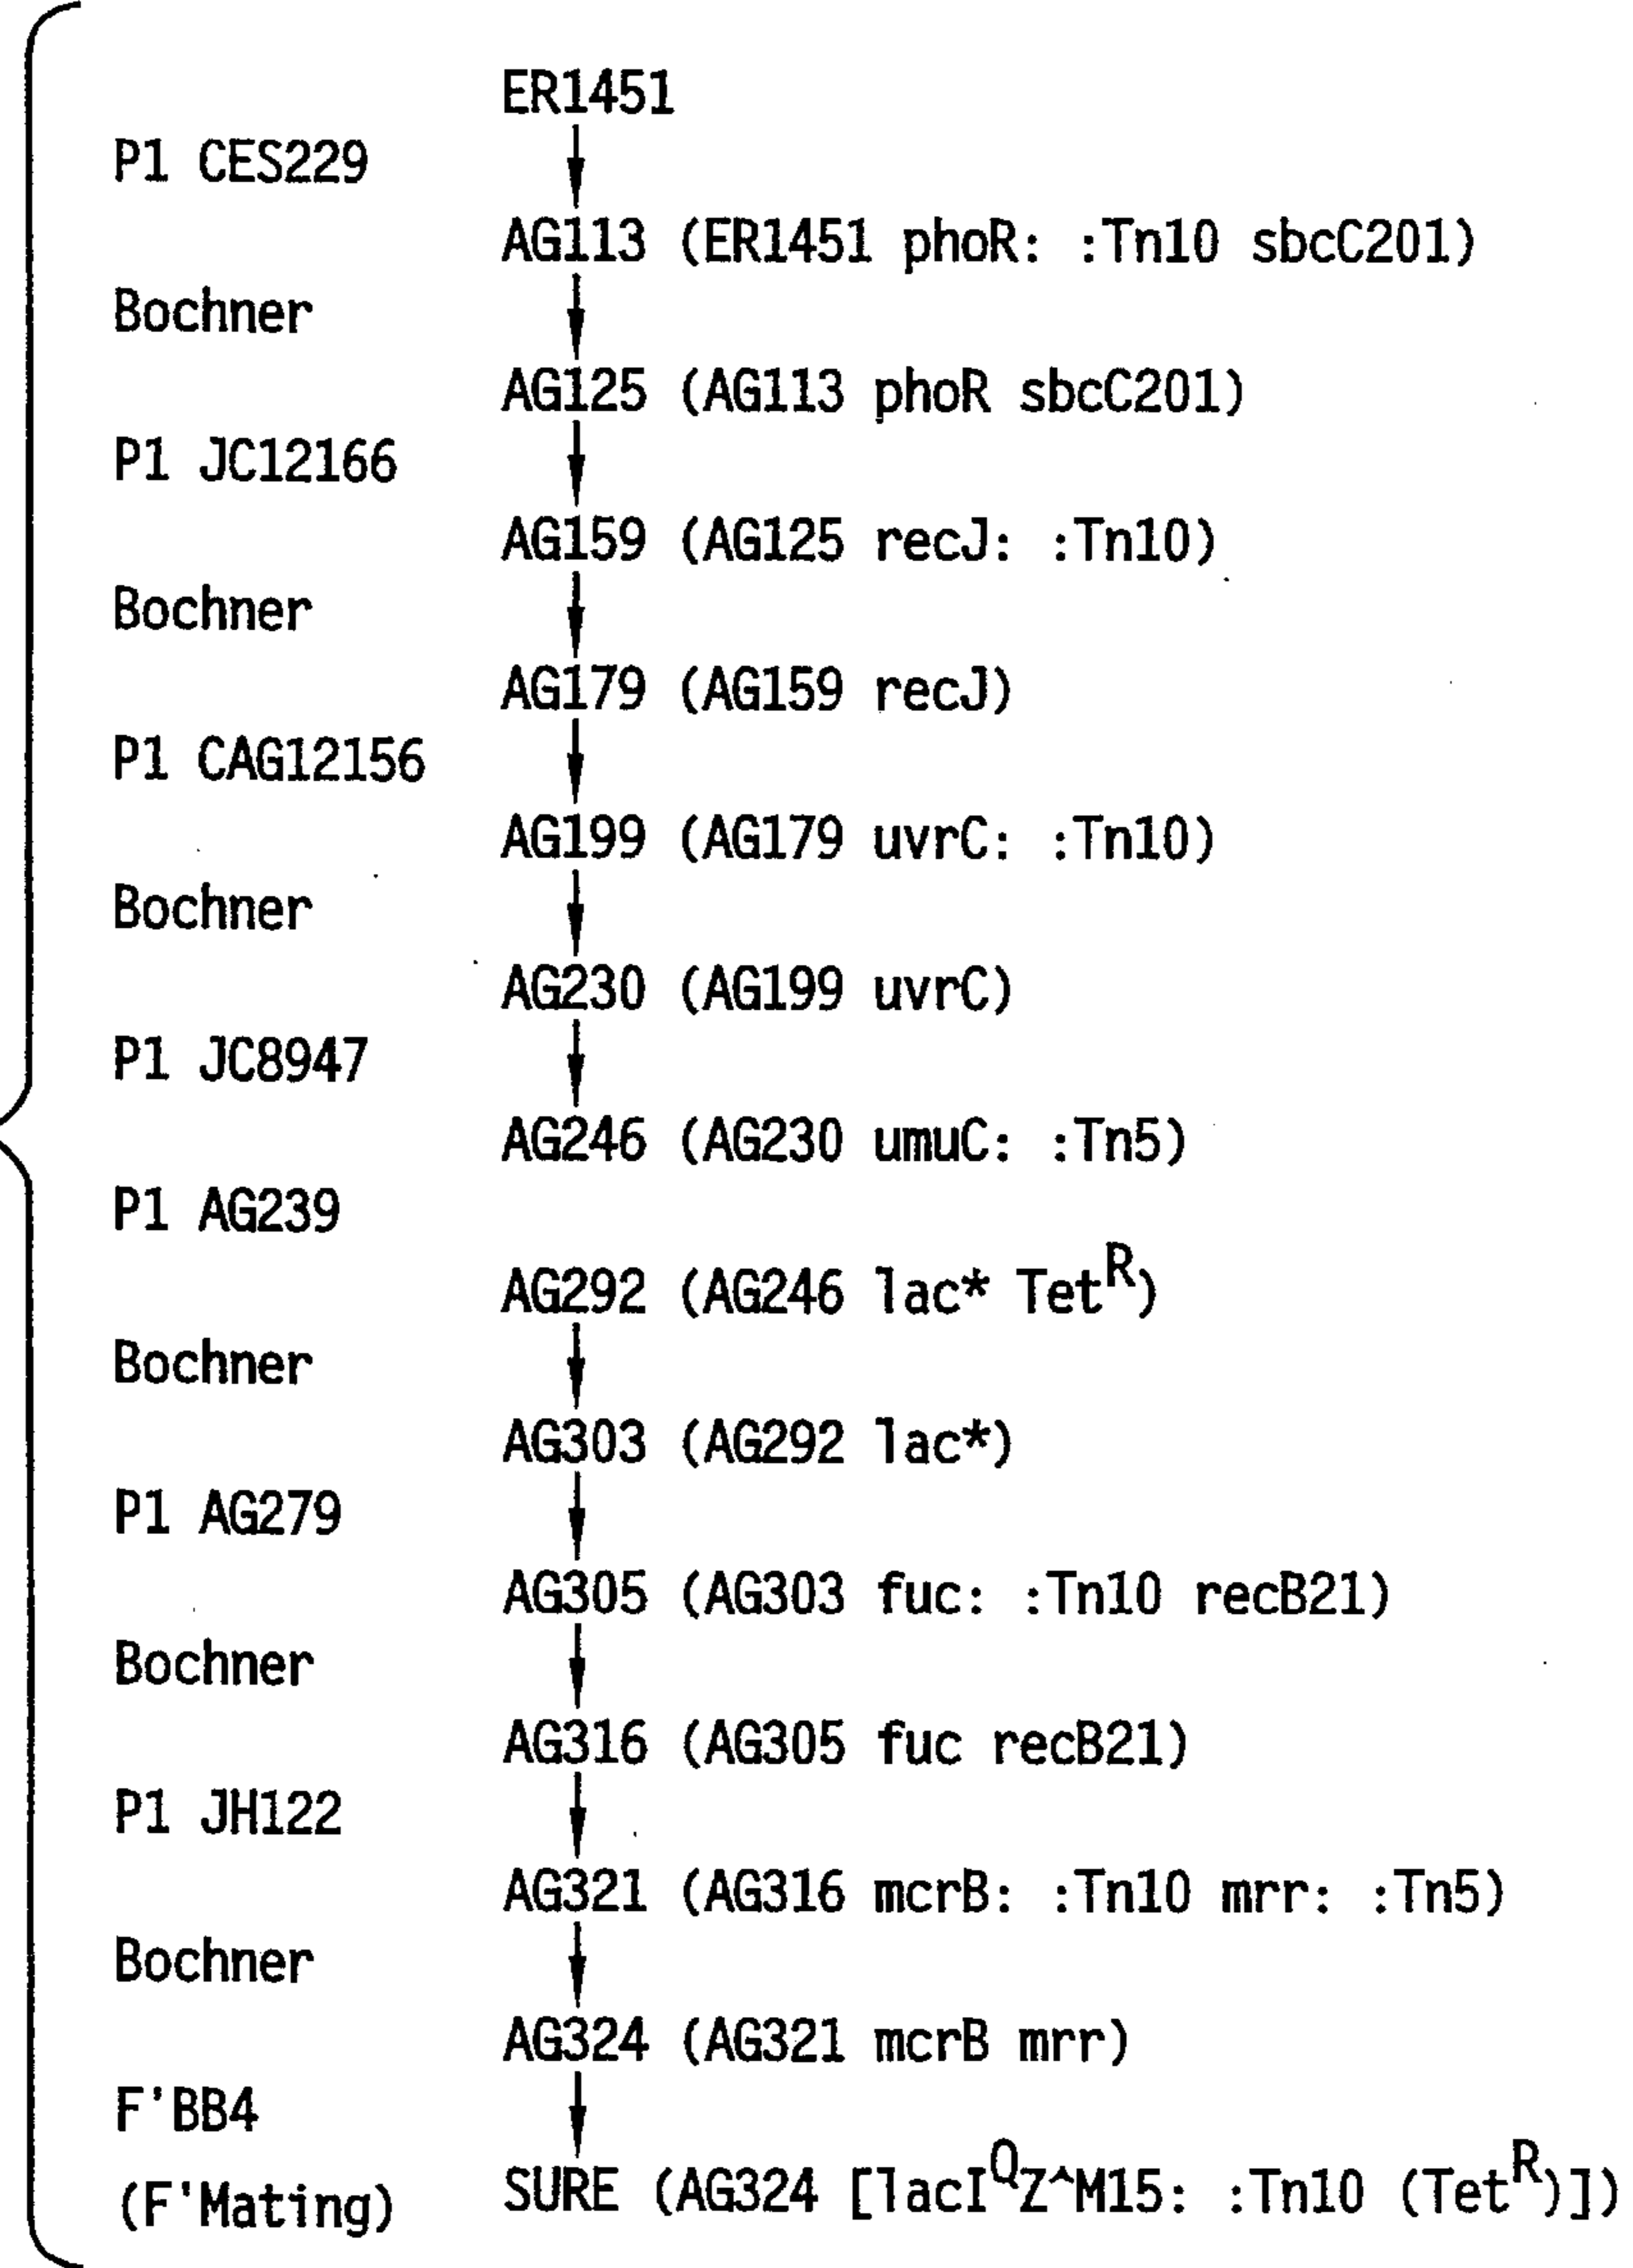 ER1451
P1 CES229
AG113 (ER1451 phoR: :Tn10 sbcC201)
Bochner
AG125 (AG113 phoR sbcC201)
P1 JC12166
AG159 (AG125 recJ: :Tn10)
Bochner
AG179 (AG159 recJ)
P1 CAG12156
AG199 (AG179 uvrC: :Tn10)
Bochner
AG230 (AG199 uvrC)
P1 JC8947
AG246 (AG230 umuC: :Tn5)
P1 AG239
AG292 (AG246 lac* Tet^R)
Bochner
AG303 (AG292 lac*)
P1 AG279
AG305 (AG303 fuc: :Tn10 recB21)
Bochner
AG316 (AG305 fuc recB21)
P1 JH122
AG321 (AG316 mcrB: :Tn10 mrr: :Tn5)
Bochner
AG324 (AG321 mcrB mrr)
F'BB4
(F'Mating) SURE (AG324 [lacI^QZ^M15: :Tn10 (Tet^R)])